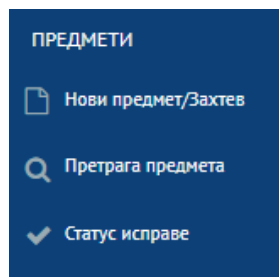 ПРЕДМЕТИ
Нови предмет/Захтев
Претрага предмета
Статус исправе